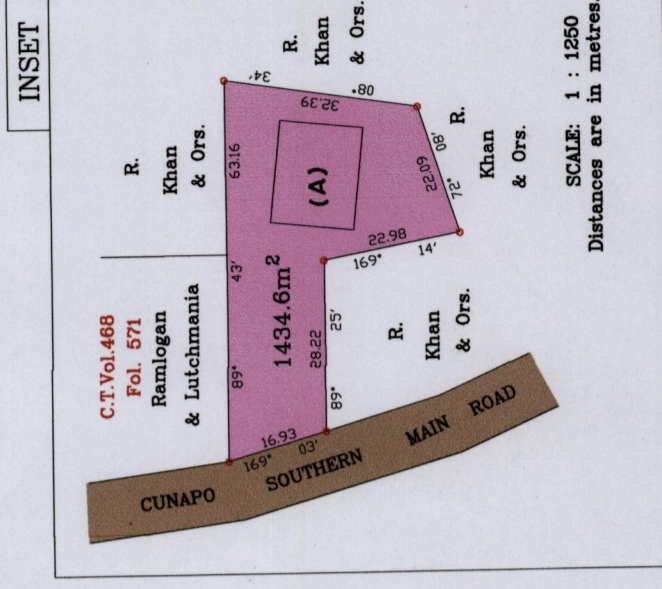 INSET
C.T.Vol.468
Fol. 571
Ramlogan
& Lutchmania
R.
Khan
& Ors.
R.
Khan
& Ors.
34'
32.39
08°
63.16
43'
89°
(A)
1434.6m²
22.09
08'
72°
R.
Khan
& Ors.
22.98
169°
14'
28.22
25'
89°
R.
Khan
& Ors.
16.93
169°
03'
CUNAPO SOUTHERN MAIN ROAD
SCALE: 1 : 1250
Distances are in metres.